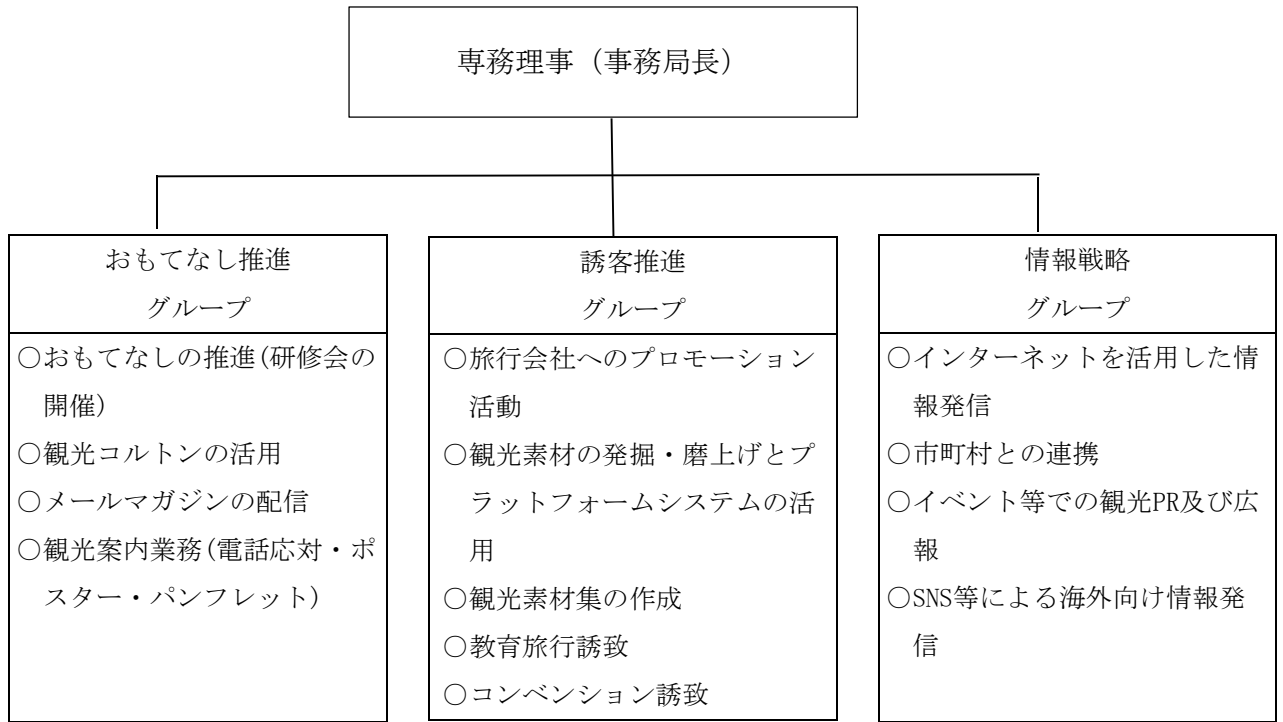 専務理事（事務局長）
おもてなし推進
グループ
○おもてなしの推進(研修会の
開催)
○観光コルトンの活用
○メールマガジンの配信
○観光案内業務(電話応対・ポ
スター・パンフレット)
誘客推進
グループ
○旅行会社へのプロモーション
活動
○観光素材の発掘・磨上げとプ
ラットフォームシステムの活
用
○観光素材集の作成
○教育旅行誘致
○コンベンション誘致
情報戦略
グループ
○インターネットを活用した情
報発信
○市町村との連携
○イベント等での観光PR及び広
報
○SNS等による海外向け情報発
信